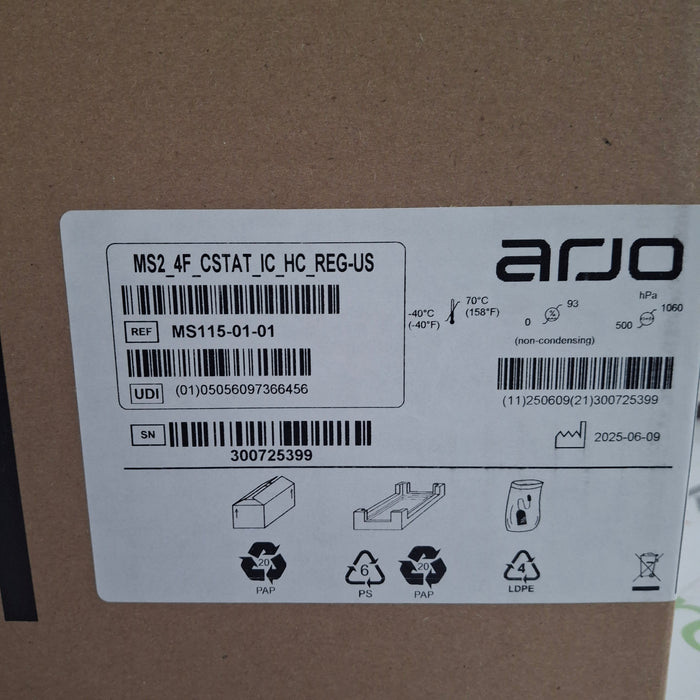 arjo
MS2_4F_CSTAT_IC_HC_REG-US
REF MS115-01-01
UDI (01)05056097366456
SN
300725399
-40°C
(-40°F)
70°C
(158°F)
0 % 93
(non-condensing)
hPa
500 1060
(11)250609(21)300725399
2025-06-09
20
PAP
6
PS
20
PAP
4
LDPE